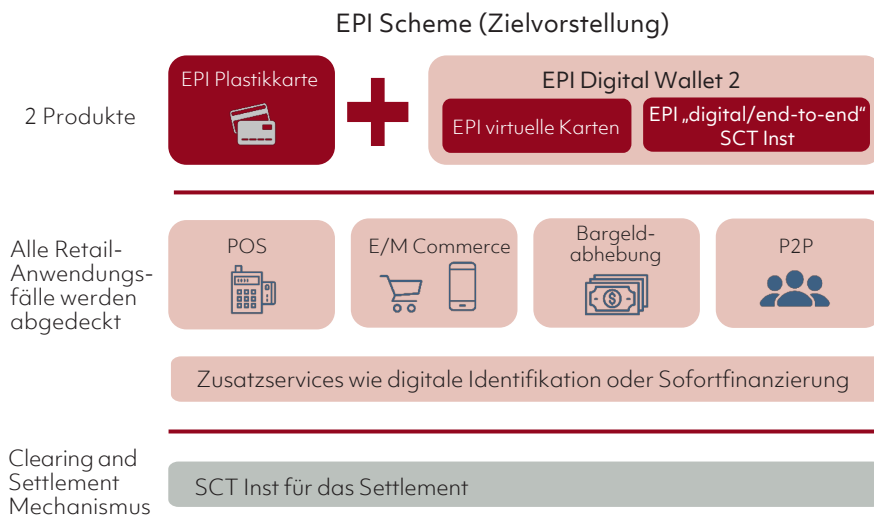 EPI Scheme (Zielvorstellung)
2 Produkte
EPI Plastikkarte
EPI Digital Wallet 2
EPI virtuelle Karten
EPI „digital/end-to-end“
SCT Inst
Alle Retail-
Anwendungs-
fälle werden
abgedeckt
POS
E/M Commerce
Bargeld-
abhebung
P2P
Zusatzservices wie digitale Identifikation oder Sofortfinanzierung
Clearing and
Settlement
Mechanismus
SCT Inst für das Settlement